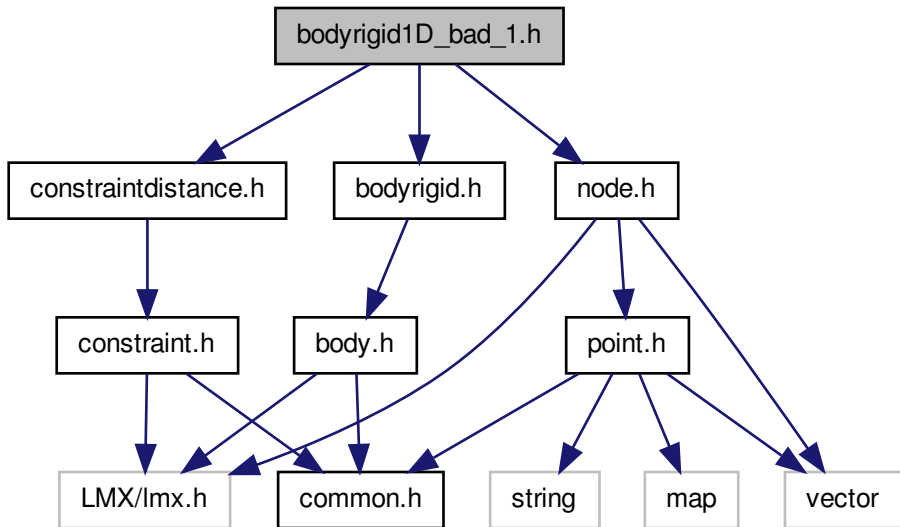 bodyrigid1D_bad_1.h
constraintdistance.h
bodyrigid.h
node.h
constraint.h
body.h
point.h
LMX/lmx.h
common.h
string
map
vector